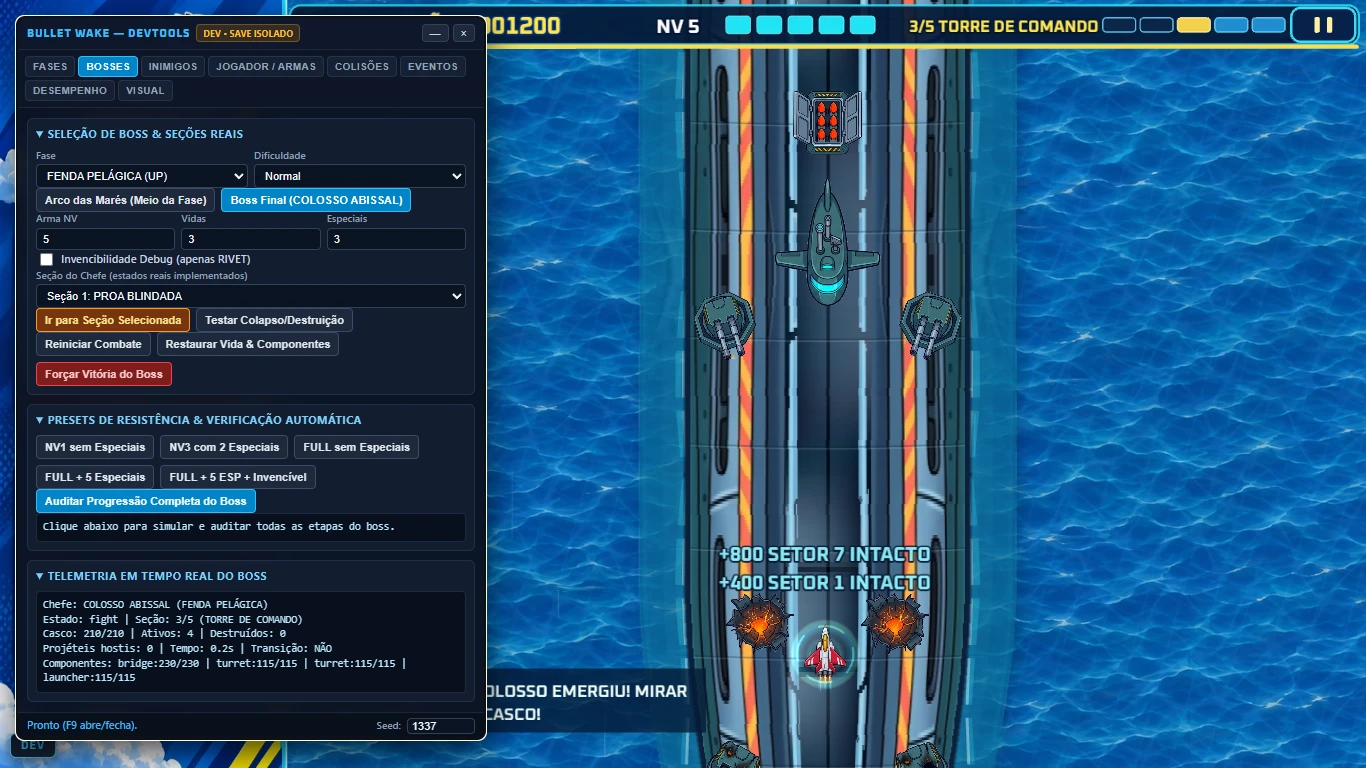 BULLET WAKE — DEVTOOLS
DEV • SAVE ISOLADO
— ×
FASES BOSSES INIMIGOS JOGADOR / ARMAS COLISÕES EVENTOS
DESEMPENHO VISUAL
▼ SELEÇÃO DE BOSS & SEÇÕES REAIS
Fase Dificuldade
FENDA PELÁGICA (UP) Normal
Arco das Marés (Meio da Fase) Boss Final (COLOSSO ABISSAL)
Arma NV Vidas Especiais
5 3 3
Invencibilidade Debug (apenas RIVET)
Seção do Chefe (estados reais implementados)
Seção 1: PROA BLINDADA
Ir para Seção Selecionada Testar Colapso/Destruição
Reiniciar Combate Restaurar Vida & Componentes
Forçar Vitória do Boss
▼ PRESETS DE RESISTÊNCIA & VERIFICAÇÃO AUTOMÁTICA
NV1 sem Especiais NV3 com 2 Especiais FULL sem Especiais
FULL + 5 Especiais FULL + 5 ESP + Invencível
Auditar Progressão Completa do Boss
Clique abaixo para simular e auditar todas as etapas do boss.
▼ TELEMETRIA EM TEMPO REAL DO BOSS
Chefe: COLOSSO ABISSAL (FENDA PELÁGICA)
Estado: fight | Seção: 3/5 (TORRE DE COMANDO)
Casco: 210/210 | Ativos: 4 | Destruídos: 0
Projéteis hostis: 0 | Tempo: 0.2s | Transição: NÃO
Componentes: bridge:230/230 | turret:115/115 | turret:115/115 |
launcher:115/115
Pronto (F9 abre/fecha). Seed: 1337
DEV
001200 NV 5 3/5 TORRE DE COMANDO
+800 SETOR 7 INTACTO
+400 SETOR 1 INTACTO
OLOSSO EMERGIU! MIRAR
CASCO!